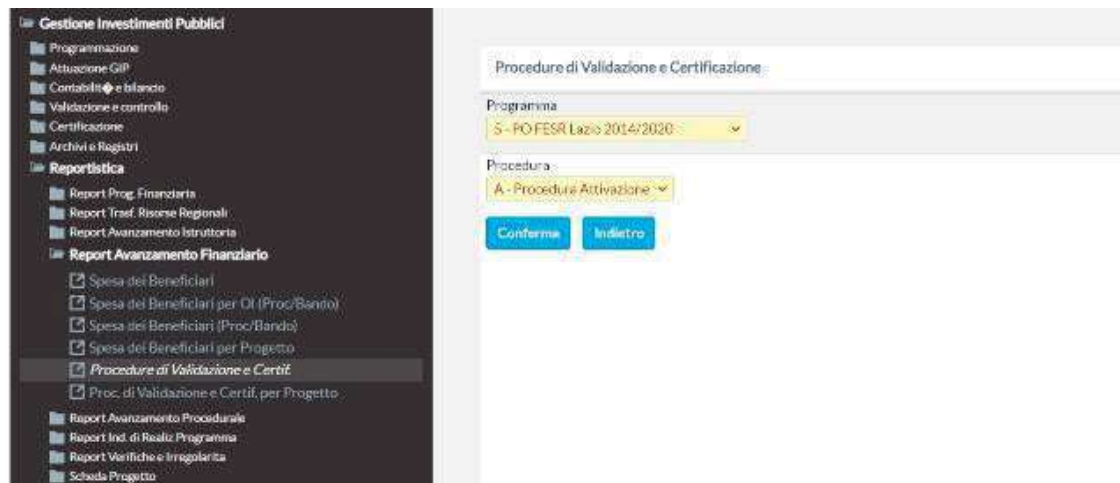 Gestione Investimenti Pubblici
Programmazione
Attuazione GIP
Contabilit� e bilancio
Validazione e controllo
Certificazione
Archivi e Registri
Reportistica
Report Prog. Finanziaria
Report Trasf. Risorse Regionali
Report Avanzamento Istruttoria
Report Avanzamento Finanziario
Spesa dei Beneficiari
Spesa dei Beneficiari per OI (Proc/Bando)
Spesa dei Beneficiari (Proc/Bando)
Spesa dei Beneficiari per Progetto
Procedure di Validazione e Certif.
Proc. di Validazione e Certif. per Progetto
Report Avanzamento Procedurale
Report Ind. di Realiz Programma
Report Verifiche e Irregolarita
Scheda Progetto
Procedure di Validazione e Certificazione
Programma
S - PO FESR Lazio 2014/2020
Procedura
A - Procedura Attivazione
Conferma Indietro